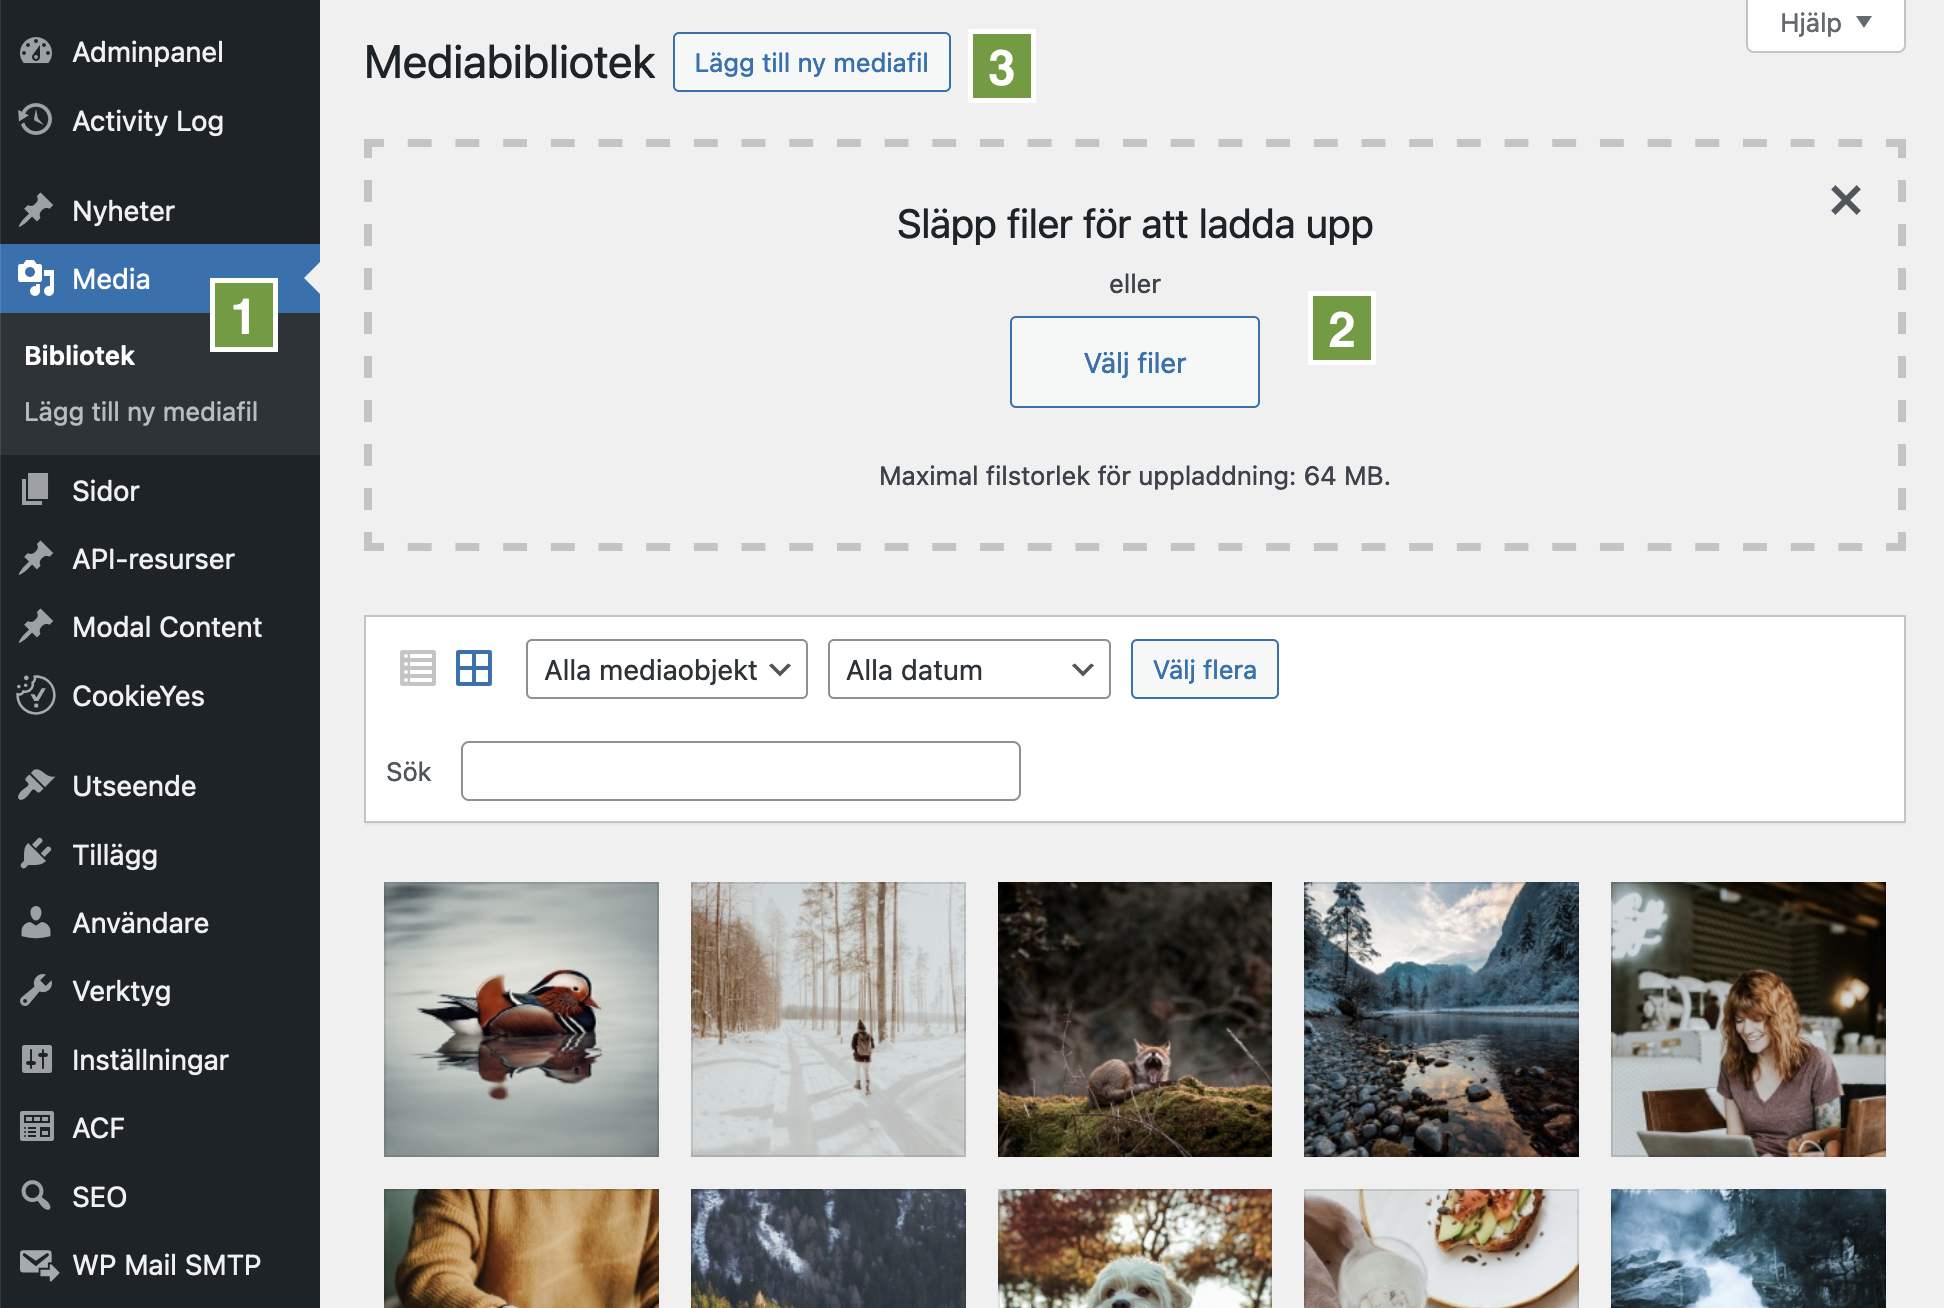 Adminpanel
Activity Log
Nyheter
Media
1
Bibliotek
Lägg till ny mediafil
Sidor
API-resurser
Modal Content
CookieYes
Utseende
Tillägg
Användare
Verktyg
Inställningar
ACF
SEO
WP Mail SMTP
Hjälp
Mediabibliotek
Lägg till ny mediafil
3
Släpp filer för att ladda upp
eller
Välj filer
2
Maximal filstorlek för uppladdning: 64 MB.
Alla mediaobjekt
Alla datum
Välj flera
Sök